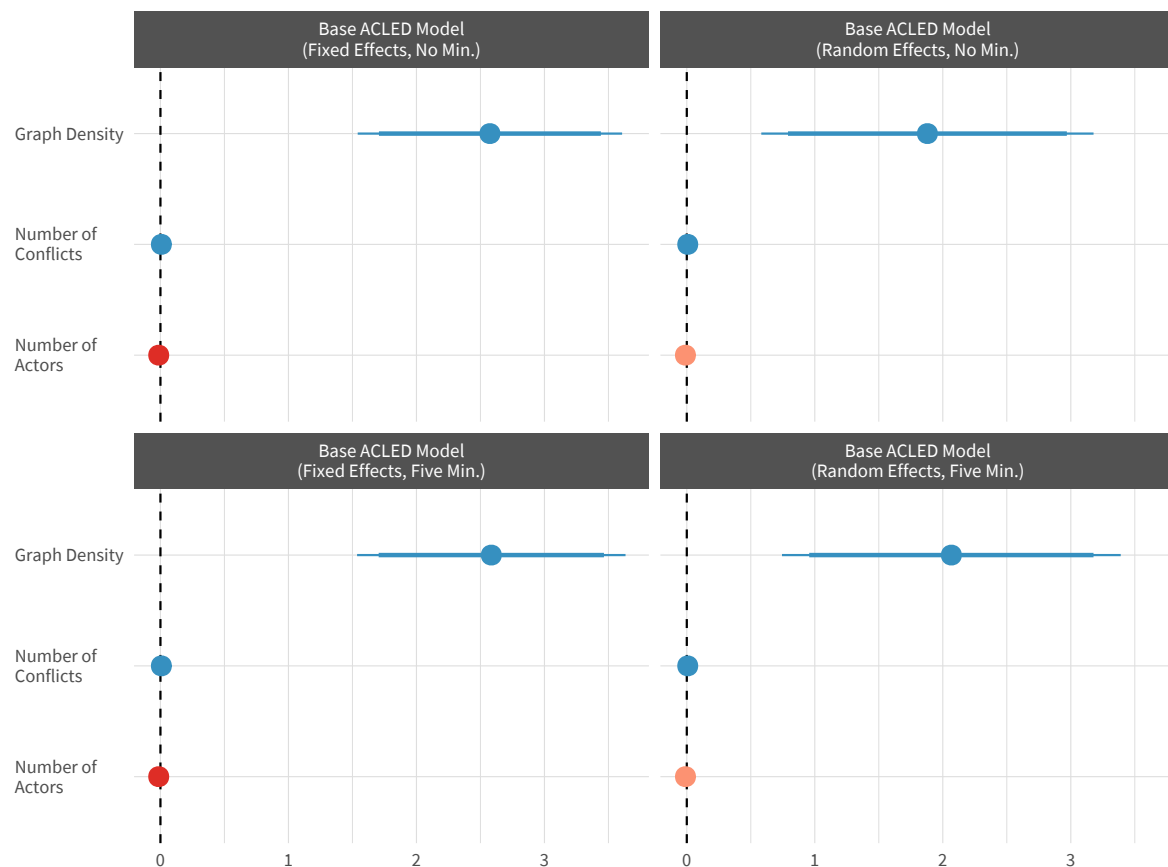 Base ACLED Model
(Fixed Effects, No Min.)
Base ACLED Model
(Random Effects, No Min.)
Graph Density
Number of
Conflicts
Number of
Actors
Base ACLED Model
(Fixed Effects, Five Min.)
Base ACLED Model
(Random Effects, Five Min.)
Graph Density
Number of
Conflicts
Number of
Actors
0 1 2 3
0 1 2 3